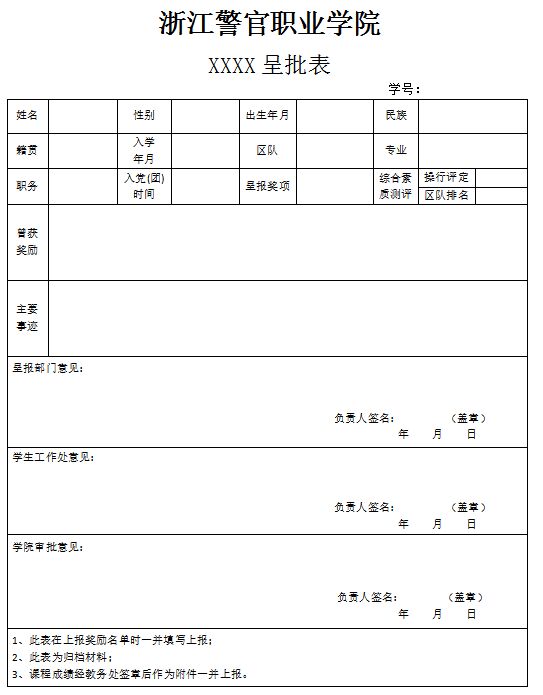 浙江警官职业学院
XXXX 呈批表
学号：
姓名 性别 出生年月 民族
籍贯 入学年月 区队 专业
职务 入党(团)时间 呈报奖项 综合素质测评 操行评定
区队排名
曾获
奖励
主要
事迹
呈报部门意见：
负责人签名： （盖章）
年 月 日
学生工作处意见：
负责人签名： （盖章）
年 月 日
学院审批意见：
负责人签名： （盖章）
年 月 日
1、此表在上报奖励名单时一并填写上报；
2、此表为归档材料；
3、课程成绩经教务处签章后作为附件一并上报。